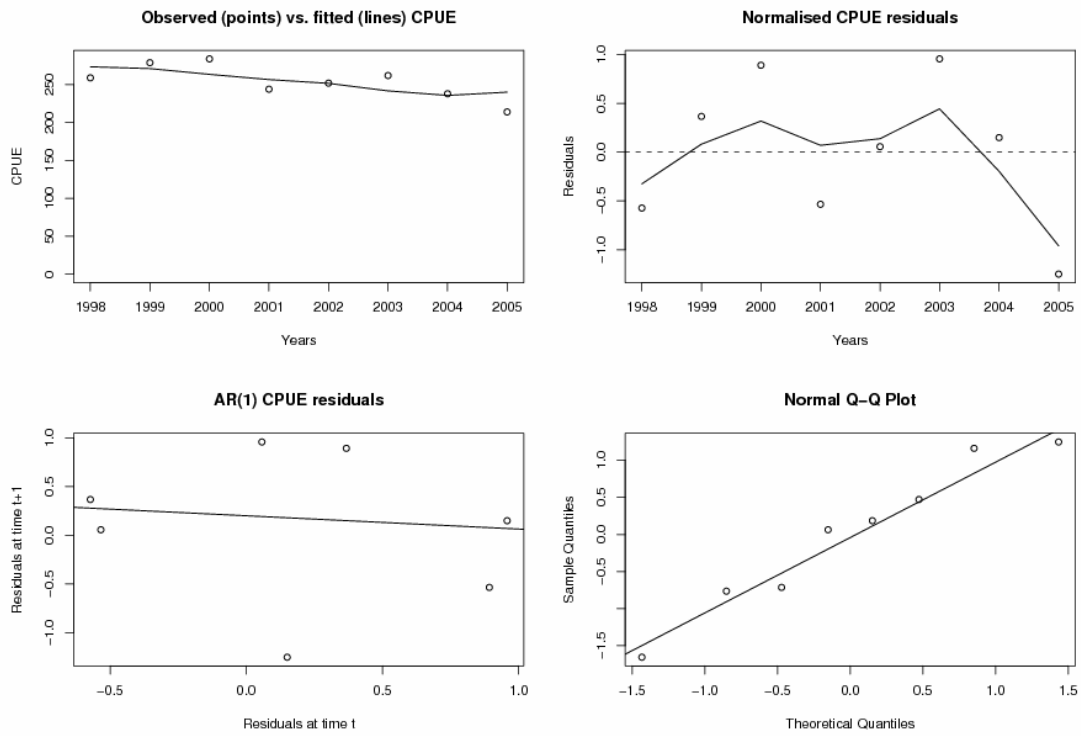 Observed (points) vs. fitted (lines) CPUE
CPUE
250
200
150
100
50
0
1998 1999 2000 2001 2002 2003 2004 2005
Years
Normalised CPUE residuals
Residuals
1.0
0.5
0.0
−0.5
−1.0
1998 1999 2000 2001 2002 2003 2004 2005
Years
AR(1) CPUE residuals
Residuals at time t+1
1.0
0.5
0.0
−0.5
−1.0
−0.5 0.0 0.5 1.0
Residuals at time t
Normal Q−Q Plot
Sample Quantiles
1.0
0.5
0.0
−0.5
−1.5
−1.5 −1.0 −0.5 0.0 0.5 1.0 1.5
Theoretical Quantiles